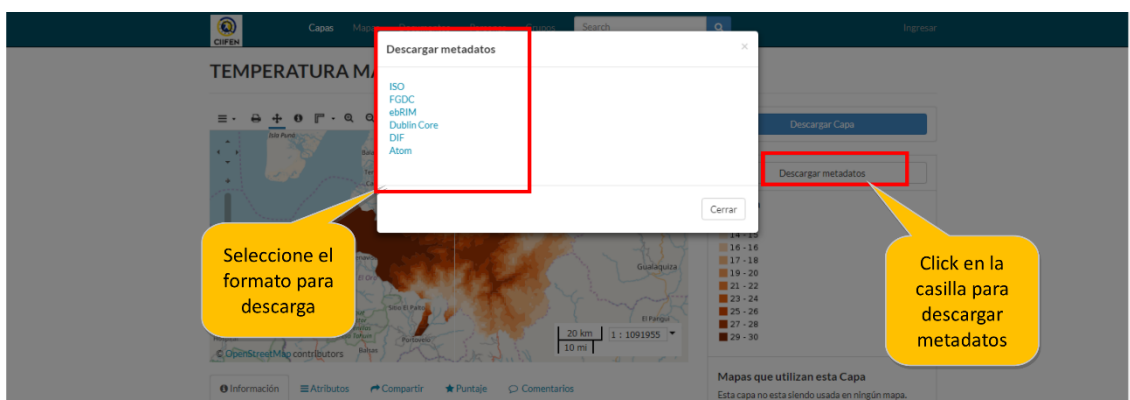 CIIFEN
Capas
Search
Ingresar
TEMPERATURA MA
Descargar metadatos
×
ISO
FGDC
ebRIM
Dublin Core
DIF
Atom
Cerrar
Descargar Capa
Descargar metadatos
14 - 15
16 - 16
17 - 18
19 - 20
21 - 22
23 - 24
25 - 26
27 - 28
29 - 30
Seleccione el
formato para
descarga
Click en la
casilla para
descargar
metadatos
Gualaquiza
El Pangui
20 km
10 mi
1 : 1091955
© OpenStreetMap contributors
Balsas
Portovelo
Información
Atributos
Compartir
Puntaje
Comentarios
Mapas que utilizan esta Capa
Esta capa no esta siendo usada en ningún mapa.